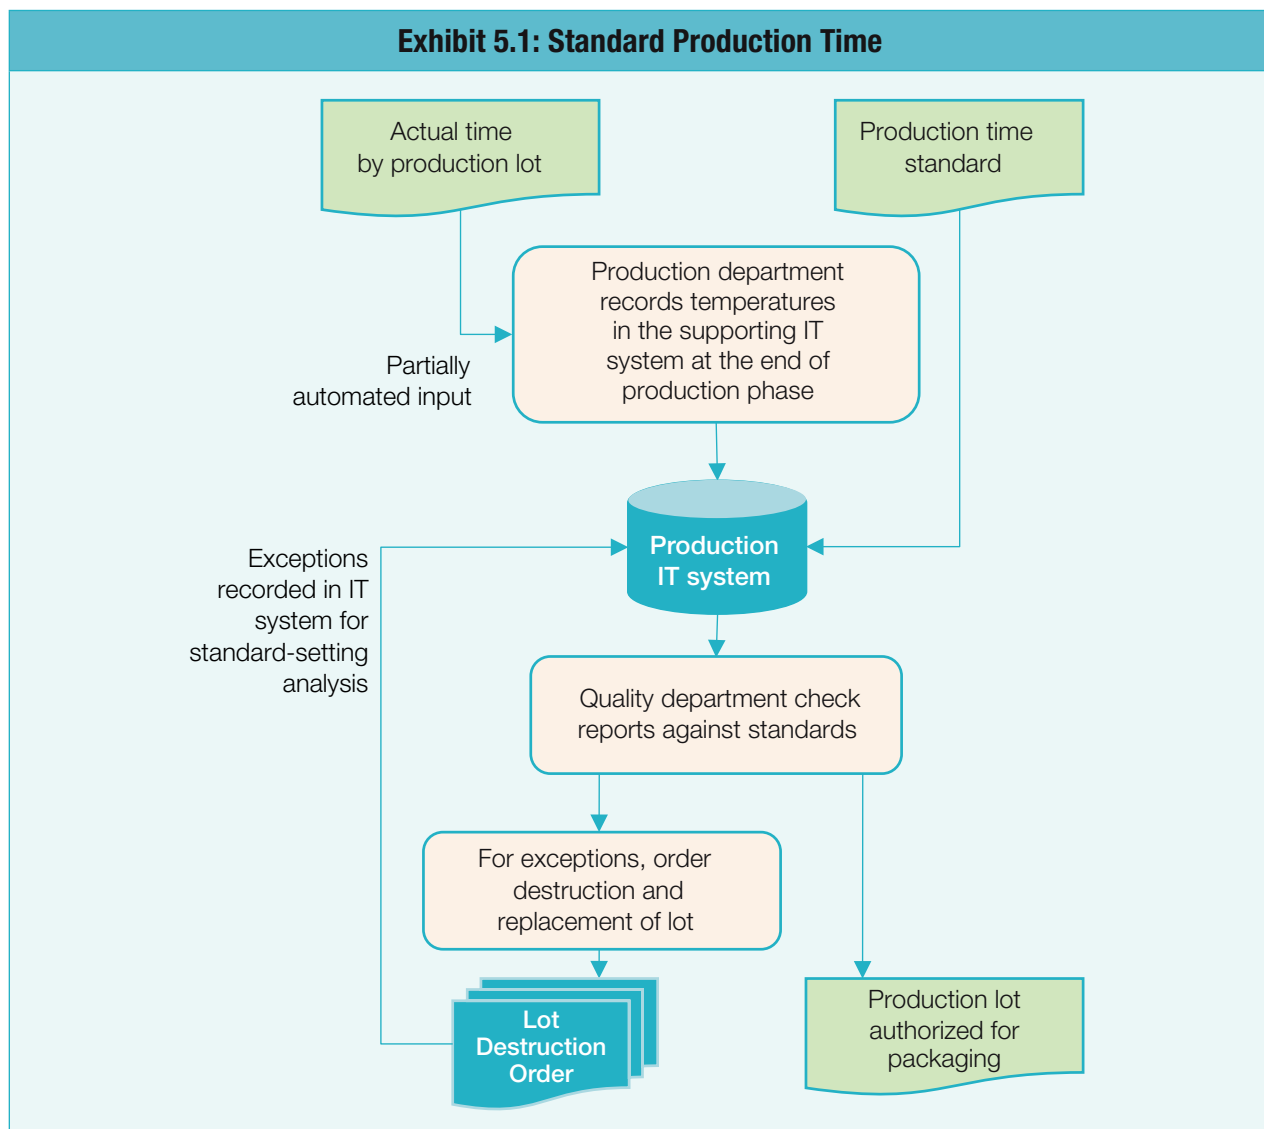 Exhibit 5.1: Standard Production Time
Actual time
by production lot
Production time
standard
Production department
records temperatures
in the supporting IT
system at the end of
production phase
Partially
automated input
Production
IT system
Exceptions
recorded in IT
system for
standard-setting
analysis
Quality department check
reports against standards
For exceptions, order
destruction and
replacement of lot
Lot
Destruction
Order
Production lot
authorized for
packaging